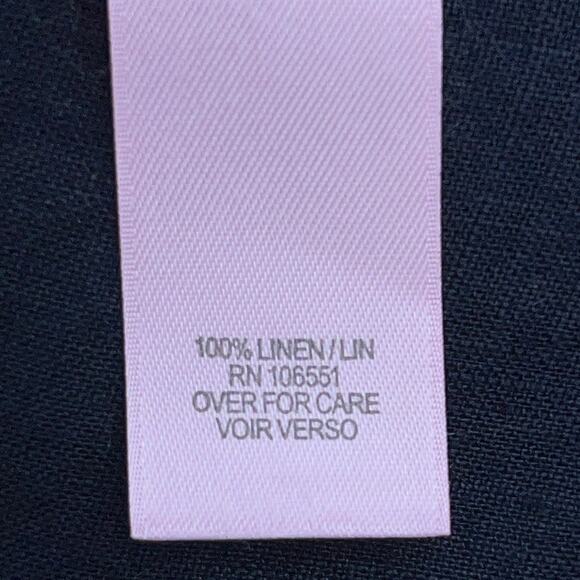 100% LINEN / LIN
RN 106551
OVER FOR CARE
VOIR VERSO